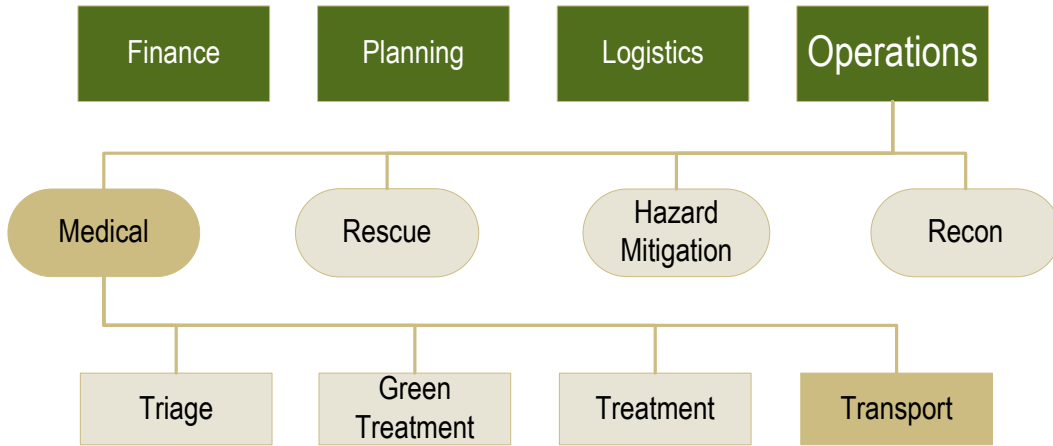 Finance
Planning
Logistics
Operations
Medical
Rescue
Hazard
Mitigation
Recon
Triage
Green
Treatment
Treatment
Transport